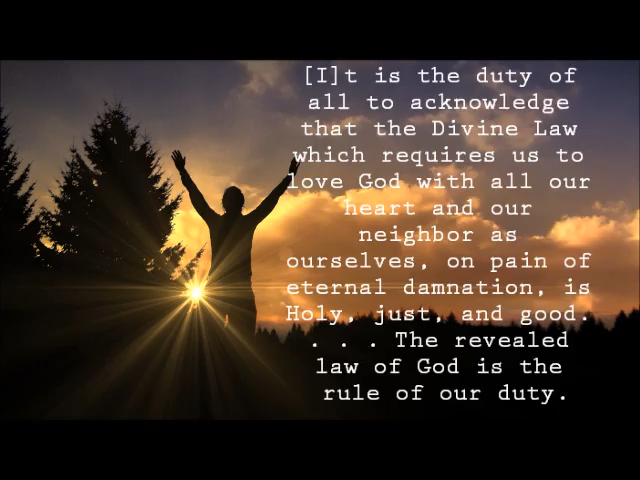 [I]t is the duty of
all to acknowledge
that the Divine Law
which requires us to
love God with all our
heart and our
neighbor as
ourselves, on pain of
eternal damnation, is
Holy, just, and good.
. . . The revealed
law of God is the
rule of our duty.